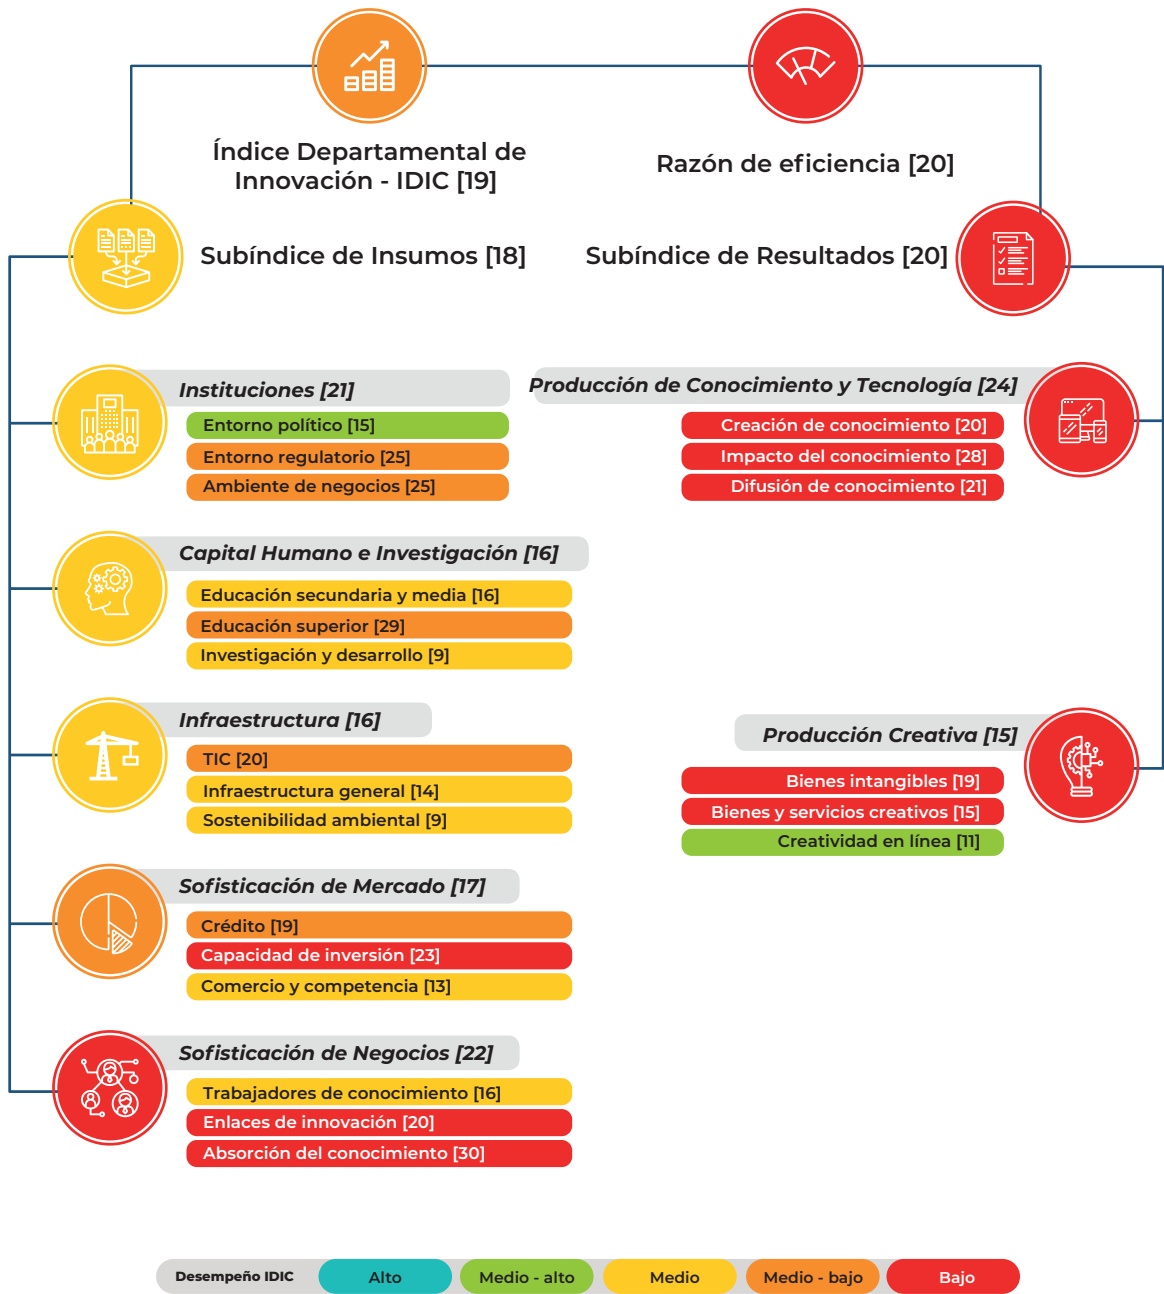 Índice Departamental de
Innovación - IDIC [19]
Razón de eficiencia [20]
Subíndice de Insumos [18]
Subíndice de Resultados [20]
Instituciones [21]
Entorno político [15]
Entorno regulatorio [25]
Ambiente de negocios [25]
Capital Humano e Investigación [16]
Educación secundaria y media [16]
Educación superior [29]
Investigación y desarrollo [9]
Infraestructura [16]
TIC [20]
Infraestructura general [14]
Sostenibilidad ambiental [9]
Sofisticación de Mercado [17]
Crédito [19]
Capacidad de inversión [23]
Comercio y competencia [13]
Sofisticación de Negocios [22]
Trabajadores de conocimiento [16]
Enlaces de innovación [20]
Absorción del conocimiento [30]
Producción de Conocimiento y Tecnología [24]
Creación de conocimiento [20]
Impacto del conocimiento [28]
Difusión de conocimiento [21]
Producción Creativa [15]
Bienes intangibles [19]
Bienes y servicios creativos [15]
Creatividad en línea [11]
Desempeño IDIC
Alto
Medio - alto
Medio
Medio - bajo
Bajo